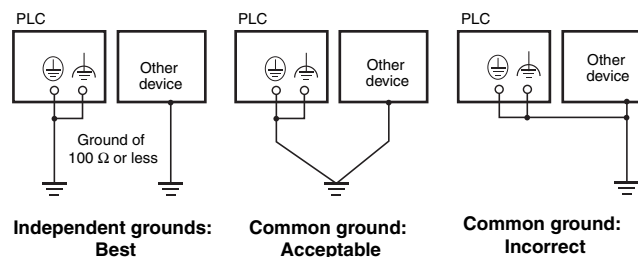 PLC
Other
device
Ground of
100 Ω or less
Independent grounds:
Best
PLC
Other
device
Common ground:
Acceptable
PLC
Other
device
Common ground:
Incorrect